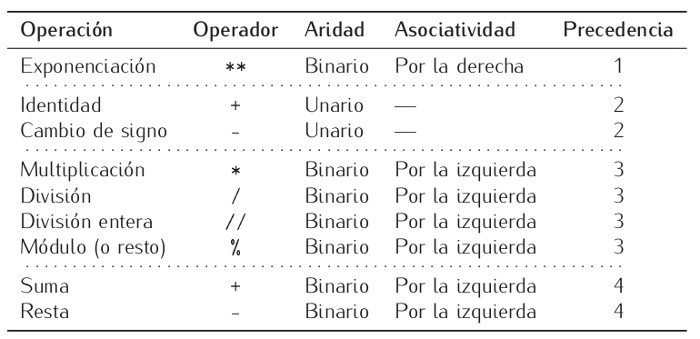 Operación Operador Aridad Asociatividad Precedencia
Exponenciación ** Binario Por la derecha 1
Identidad + Unario — 2
Cambio de signo - Unario — 2
Multiplicación * Binario Por la izquierda 3
División / Binario Por la izquierda 3
División entera // Binario Por la izquierda 3
Módulo (o resto) % Binario Por la izquierda 3
Suma + Binario Por la izquierda 4
Resta - Binario Por la izquierda 4